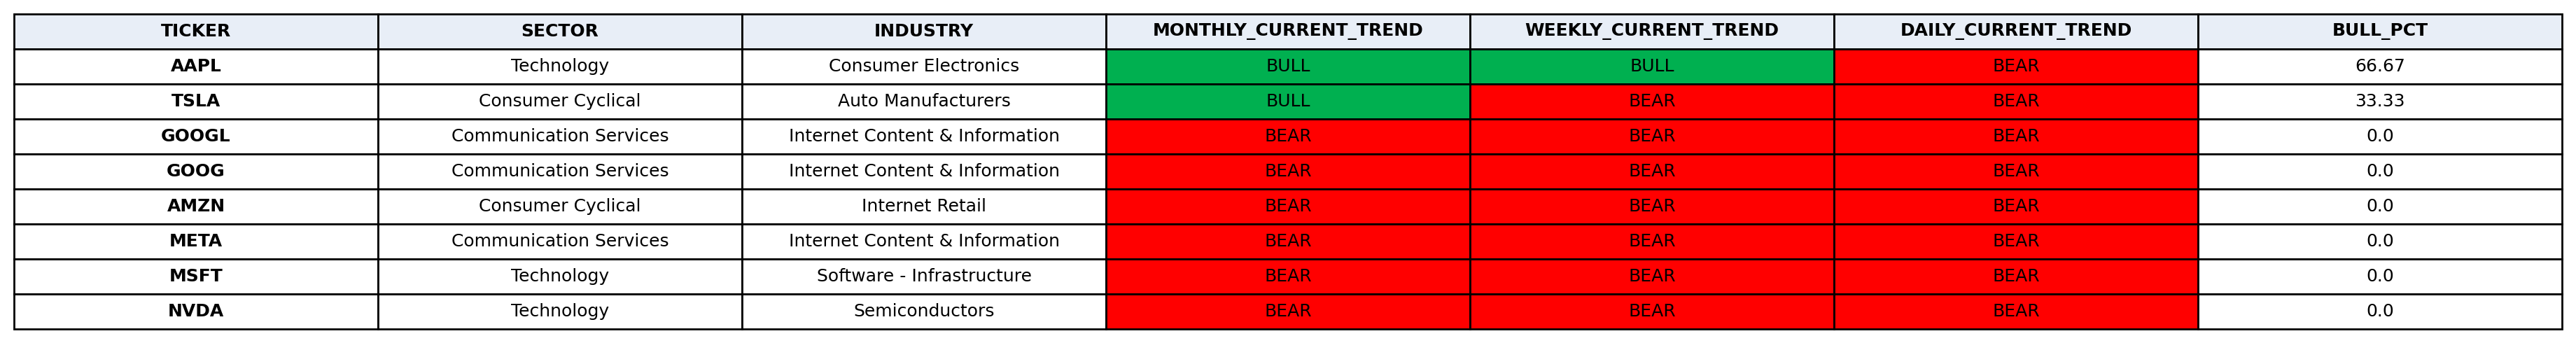 TICKER SECTOR INDUSTRY MONTHLY_CURRENT_TREND WEEKLY_CURRENT_TREND DAILY_CURRENT_TREND BULL_PCT
AAPL Technology Consumer Electronics BULL BULL BEAR 66.67
TSLA Consumer Cyclical Auto Manufacturers BULL BEAR BEAR 33.33
GOOGL Communication Services Internet Content & Information BEAR BEAR BEAR 0.0
GOOG Communication Services Internet Content & Information BEAR BEAR BEAR 0.0
AMZN Consumer Cyclical Internet Retail BEAR BEAR BEAR 0.0
META Communication Services Internet Content & Information BEAR BEAR BEAR 0.0
MSFT Technology Software - Infrastructure BEAR BEAR BEAR 0.0
NVDA Technology Semiconductors BEAR BEAR BEAR 0.0